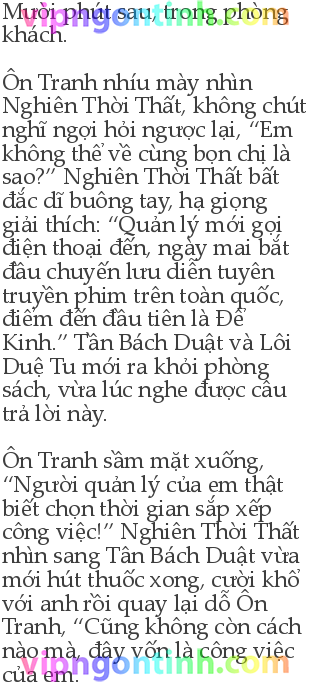 Mười phút sau, trong phòng
khách.
Ôn Tranh nhíu mày nhìn
Nghiên Thời Thất, không chút
nghĩ ngợi hỏi ngược lại, “Em
không thể về cùng bọn chị là
sao?” Nghiên Thời Thất bất
đắc dĩ buông tay, hạ giọng
giải thích: “Quản lý mới gọi
điện thoại đến, ngày mai bắt
đầu chuyến lưu diễn tuyên
truyền phim trên toàn quốc,
điểm đến đầu tiên là Đế
Kinh.” Tần Bách Duật và Lôi
Duệ Tu mới ra khỏi phòng
sách, vừa lúc nghe được câu
trả lời này.
Ôn Tranh sầm mặt xuống,
“Người quản lý của em thật
biết chọn thời gian sắp xếp
công việc!” Nghiên Thời Thất
nhìn sang Tần Bách Duật vừa
mới hút thuốc xong, cười khổ
với anh rồi quay lại dỗ Ôn
Tranh, “Cũng không còn cách
nào mà, đây vốn là công việc
của em.
vipngontinh.com
vipngontinh.com